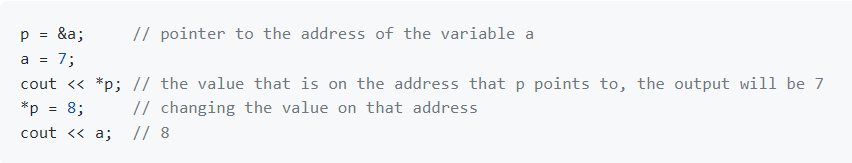 p = &a;     // pointer to the address of the variable a
a = 7;
cout << *p; // the value that is on the address that p points to, the output will be 7
*p = 8;     // changing the value on that address
cout << a;  // 8